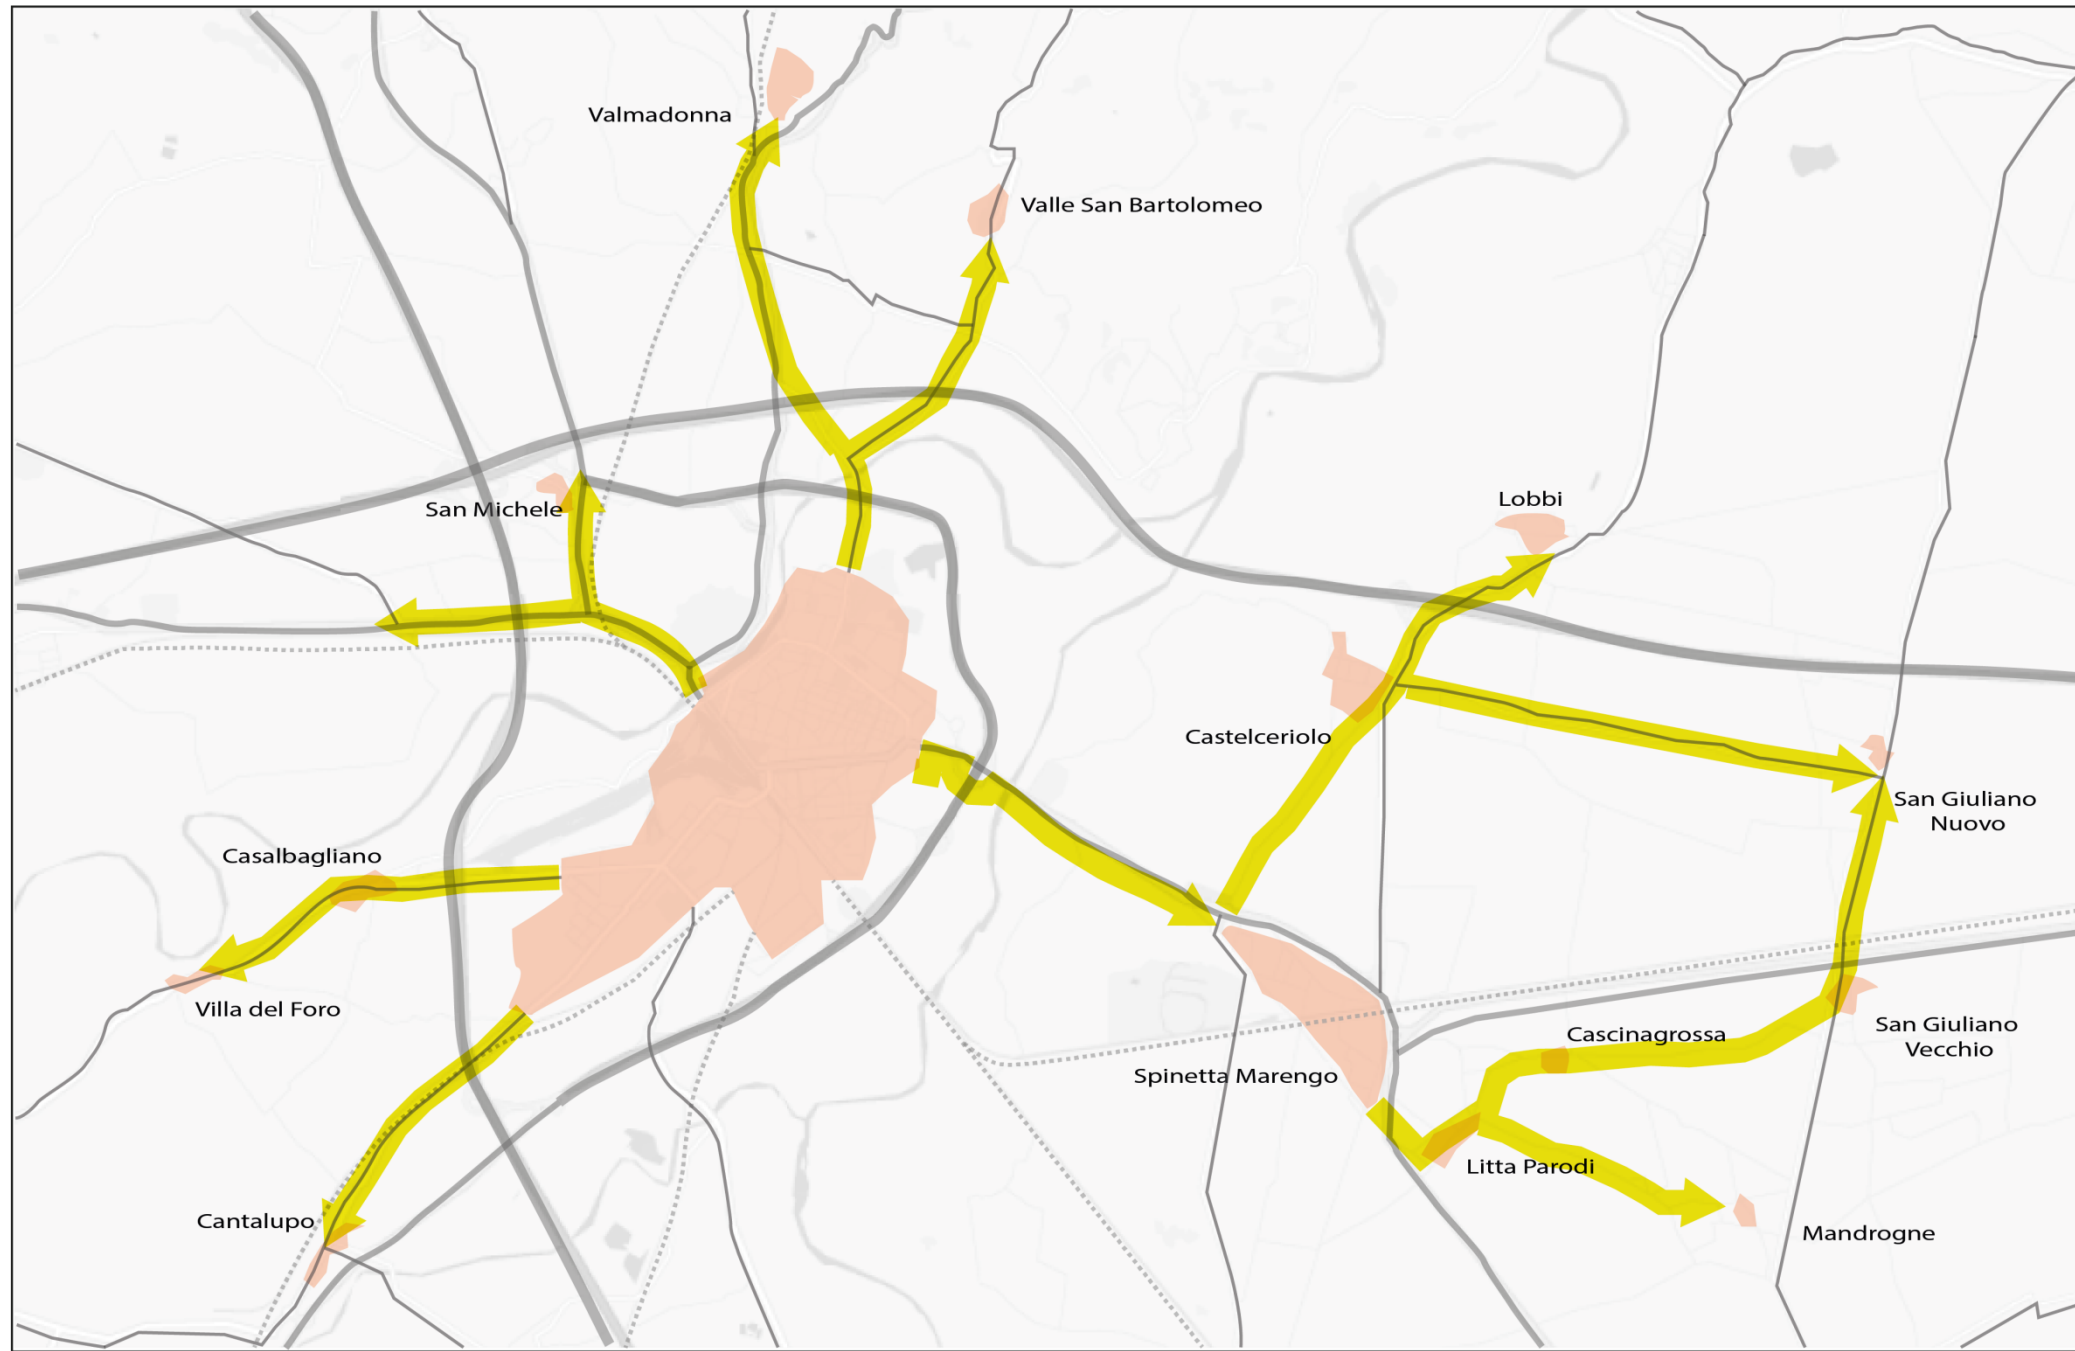 Valmadonna
Valle San Bartolomeo
San Michele
Lobbi
Castelceriolo
San Giuliano
Nuovo
Casalbagliano
Villa del Foro
San Giuliano
Vecchio
Cascinagrossa
Spinetta Marengo
Litta Parodi
Cantalupo
Mandrogne